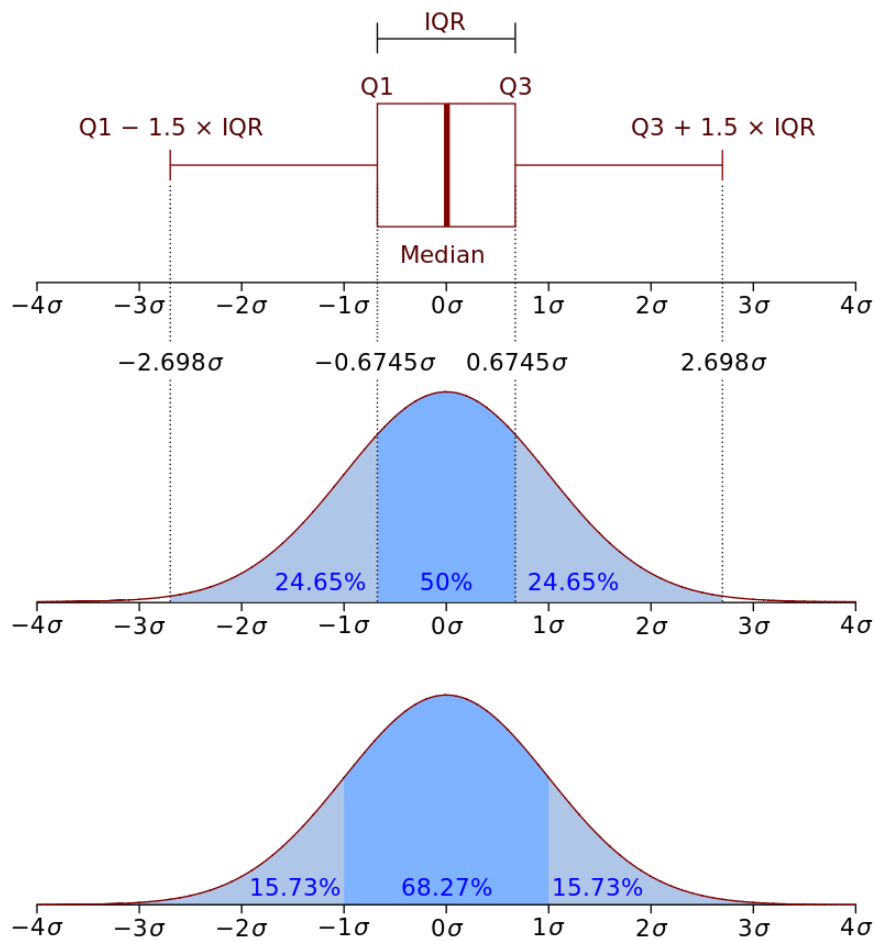 IQR
Q1 Q3
Q1 − 1.5 × IQR Q3 + 1.5 × IQR
Median
−4σ −3σ −2σ −1σ 0σ 1σ 2σ 3σ 4σ
−2.698σ −0.6745σ 0.6745σ 2.698σ
24.65% 50% 24.65%
−4σ −3σ −2σ −1σ 0σ 1σ 2σ 3σ 4σ
15.73% 68.27% 15.73%
−4σ −3σ −2σ −1σ 0σ 1σ 2σ 3σ 4σ